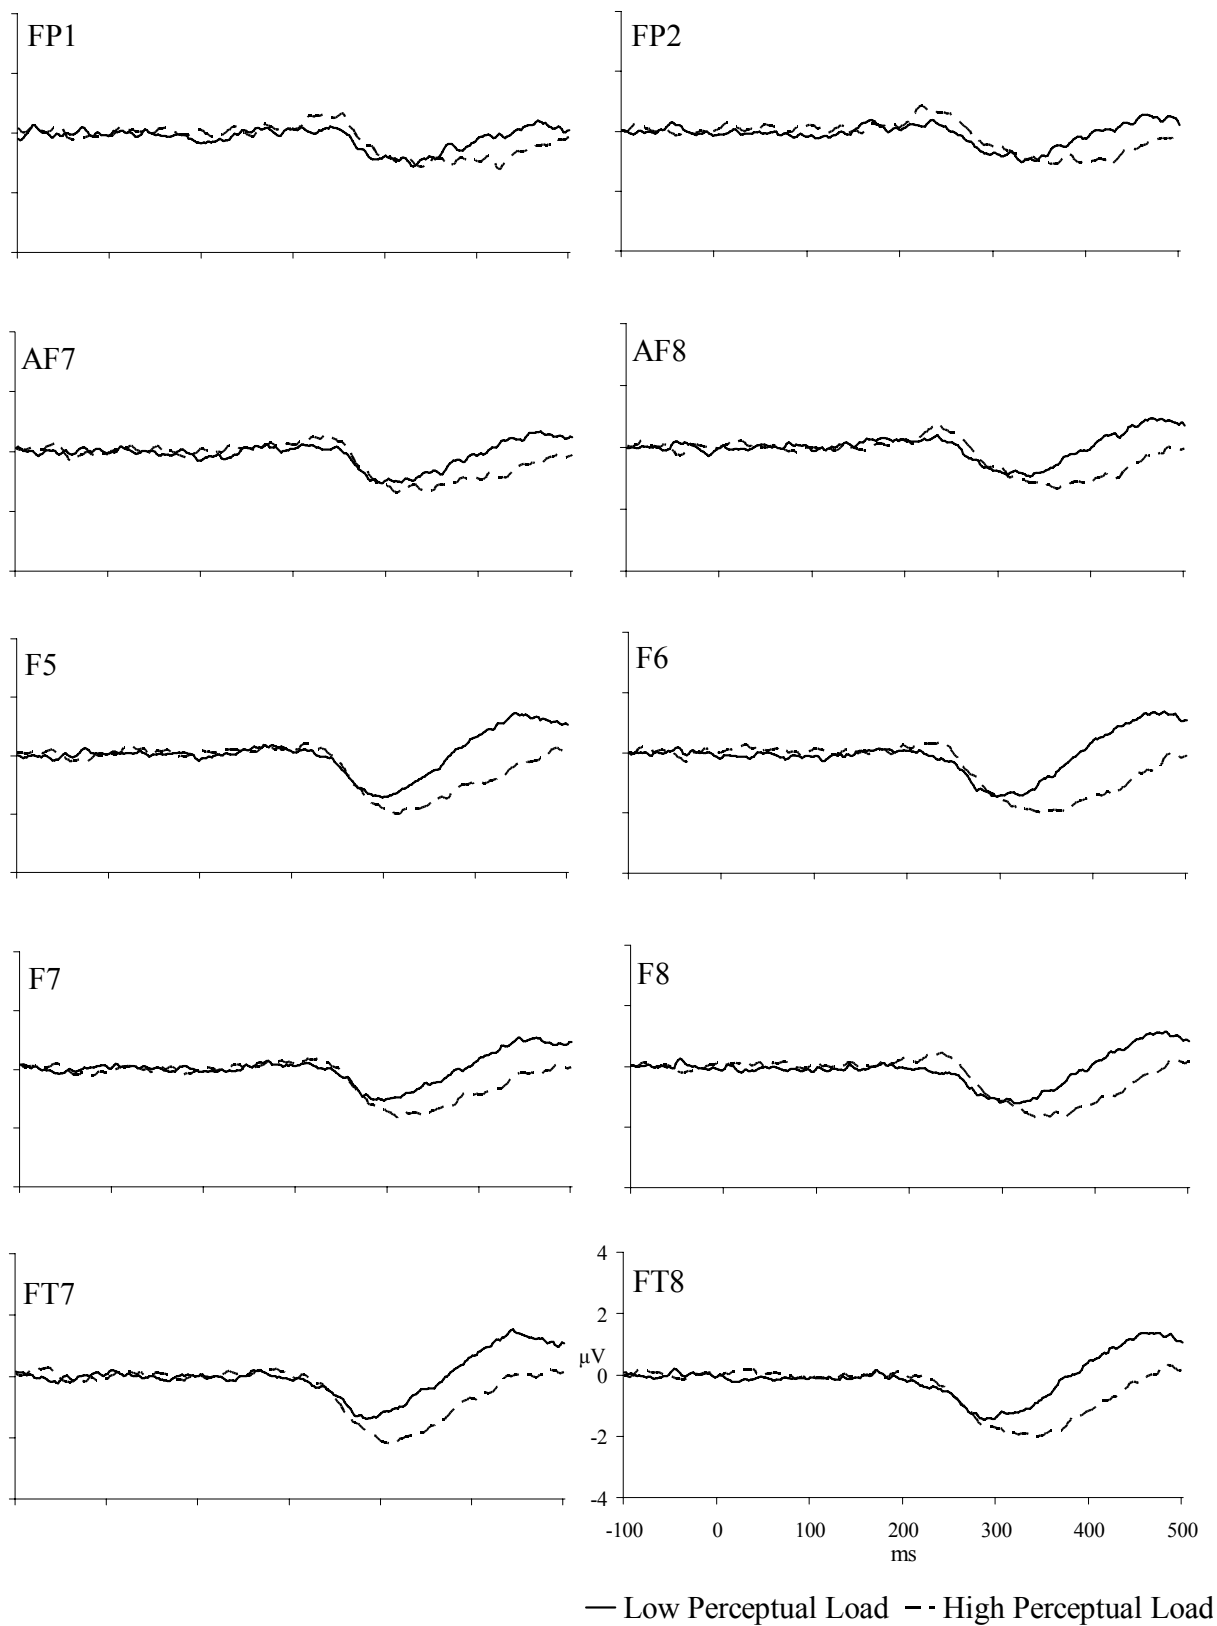 FP1
FP2
AF7
AF8
F5
F6
F7
F8
FT7
FT8
4
2
µV
0
-2
-4
-100 0 100 200 300 400 500
ms
Low Perceptual Load High Perceptual Load